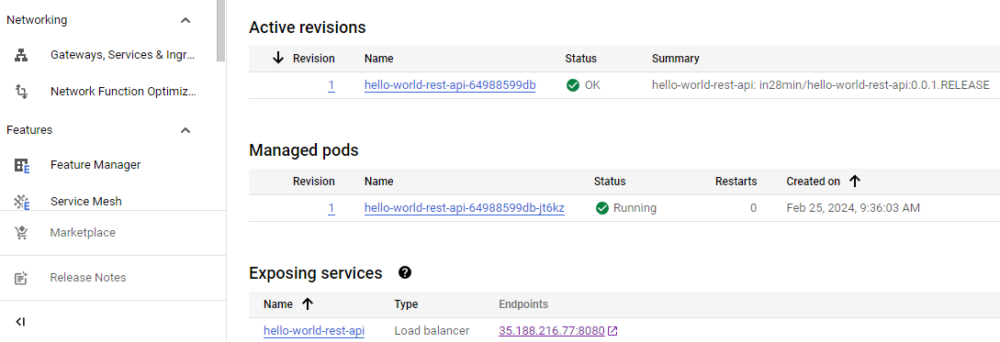 Networking
Gateways, Services & Ingr...
Network Function Optimiz...
Features
Feature Manager
E
Service Mesh
E
Marketplace
Release Notes
Active revisions
Revision Name Status Summary
1 hello-world-rest-api-64988599db OK hello-world-rest-api: in28min/hello-world-rest-api:0.0.1.RELEASE
Managed pods
Revision Name Status Restarts Created on
1 hello-world-rest-api-64988599db-jt6kz Running 0 Feb 25, 2024, 9:36:03 AM
Exposing services ?
Name Type Endpoints
hello-world-rest-api Load balancer 35.188.216.77:8080